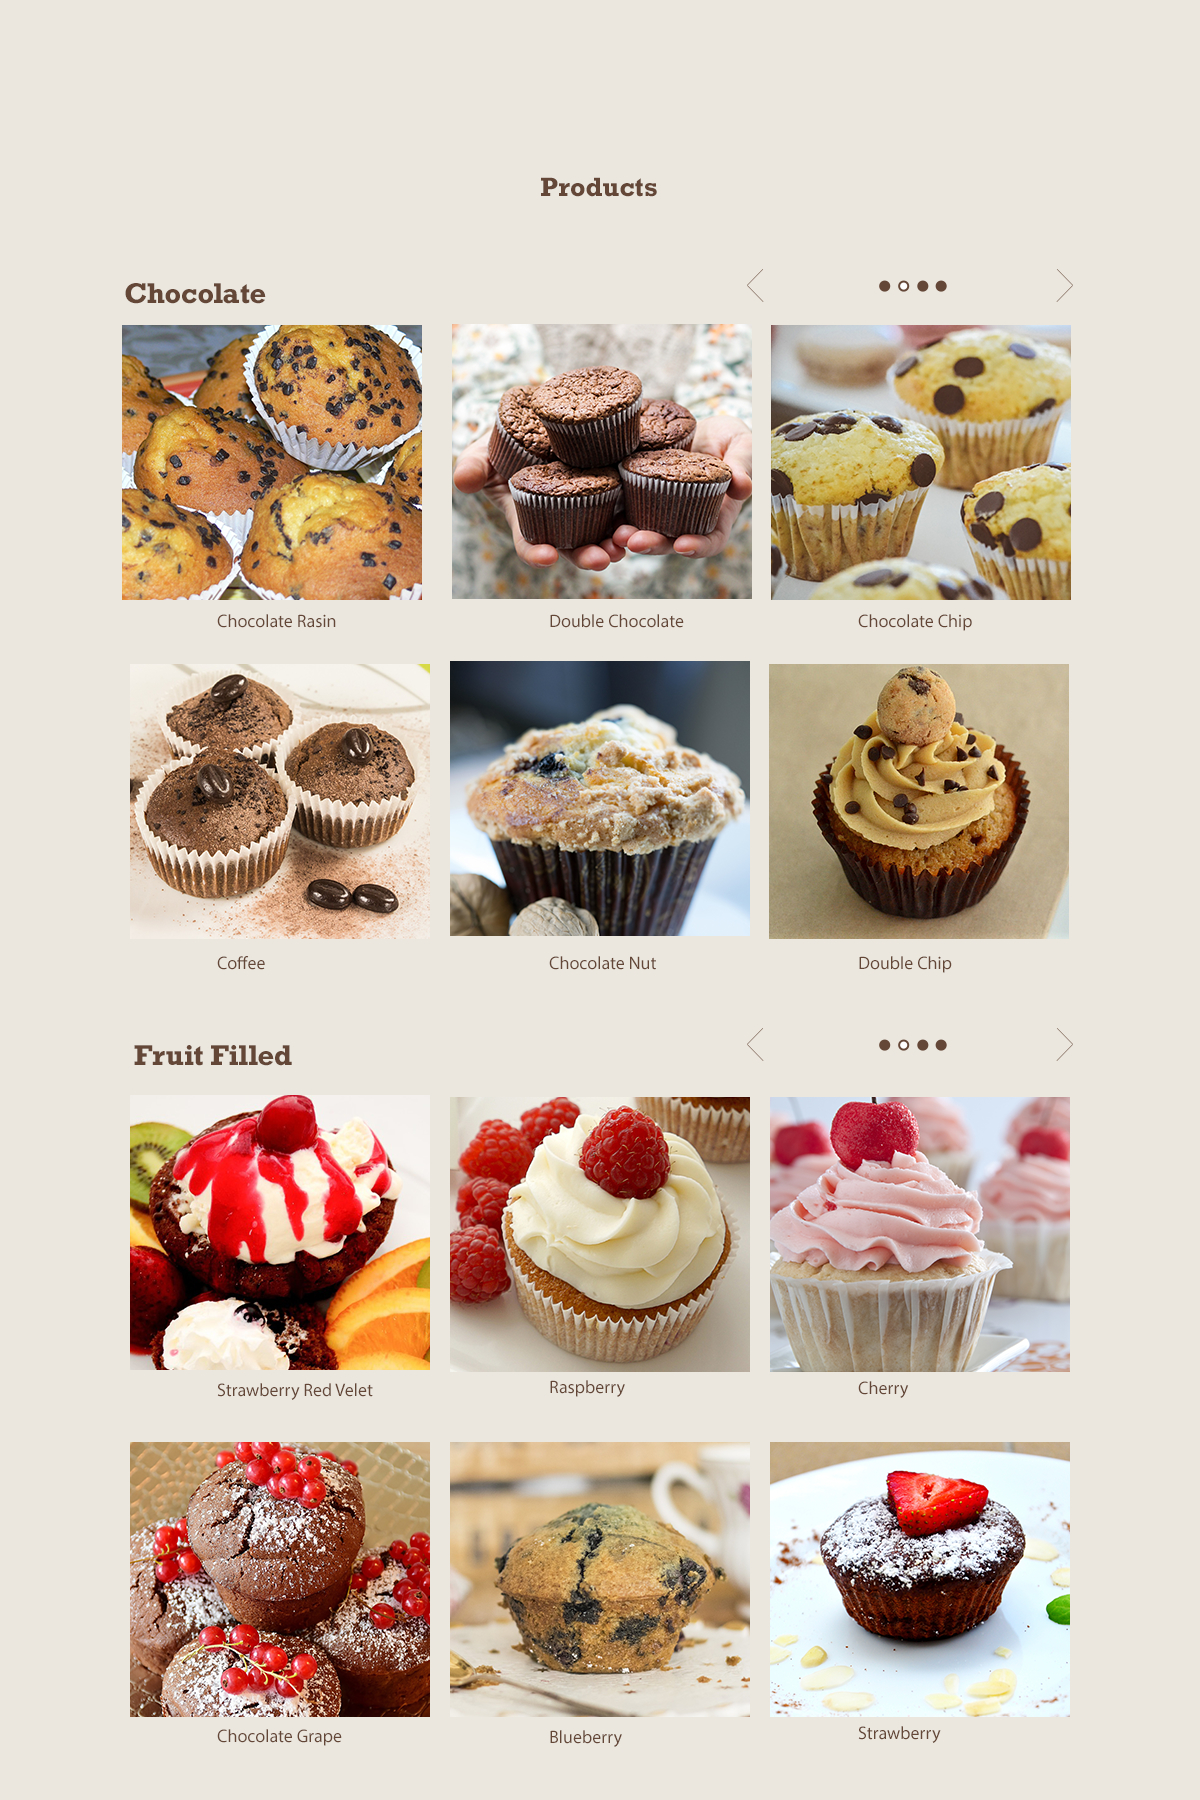 Products
Chocolate
Chocolate Rasin
Double Chocolate
Chocolate Chip
Coffee
Chocolate Nut
Double Chip
Fruit Filled
Strawberry Red Velet
Raspberry
Cherry
Chocolate Grape
Blueberry
Strawberry